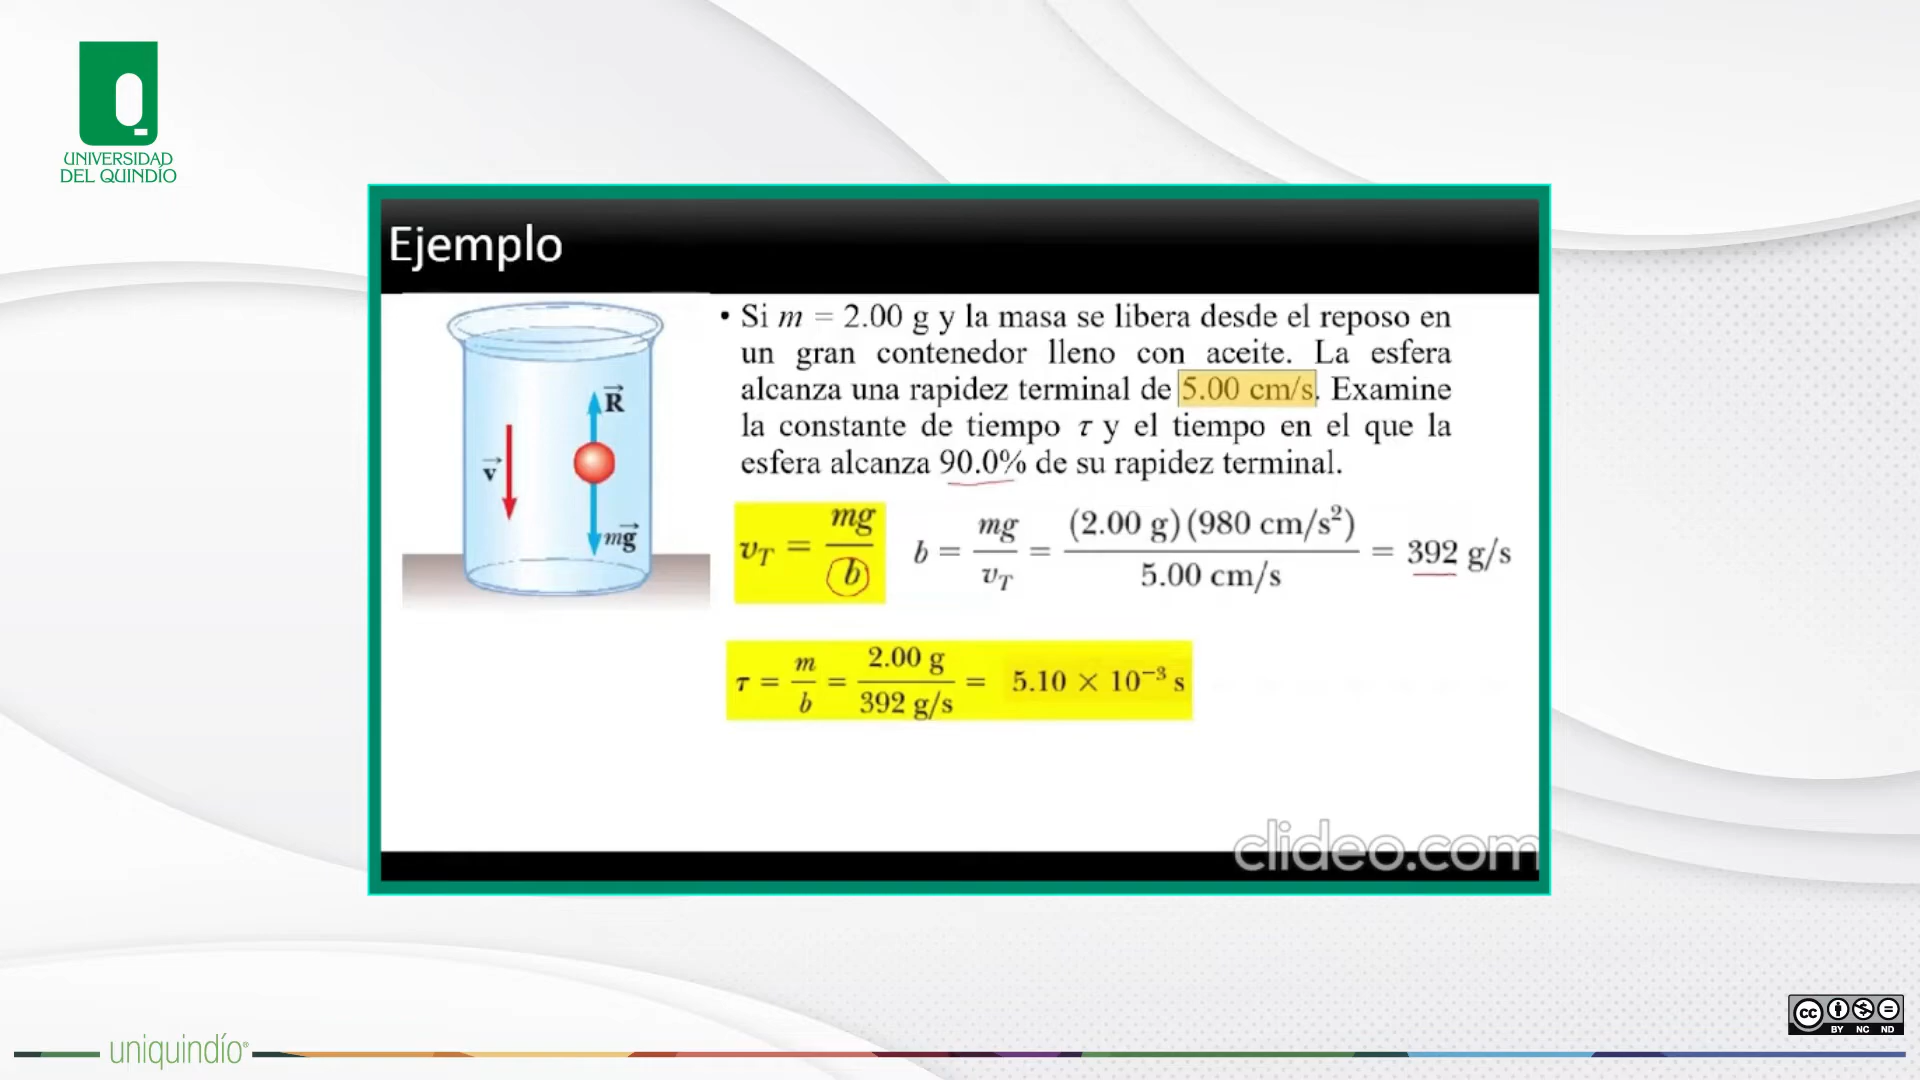 UNIVERSIDAD
DEL QUINDÍO
Ejemplo
• Si m = 2.00 g y la masa se libera desde el reposo en
un gran contenedor lleno con aceite. La esfera
alcanza una rapidez terminal de 5.00 cm/s. Examine
la constante de tiempo τ y el tiempo en el que la
esfera alcanza 90.0% de su rapidez terminal.
R
v
mg
v_T = mg/b
b = mg/v_T = (2.00 g)(980 cm/s²)/5.00 cm/s = 392 g/s
τ = m/b = 2.00 g/392 g/s = 5.10 × 10⁻³ s
clideo.com
uniquindío®
cc
BY NC ND